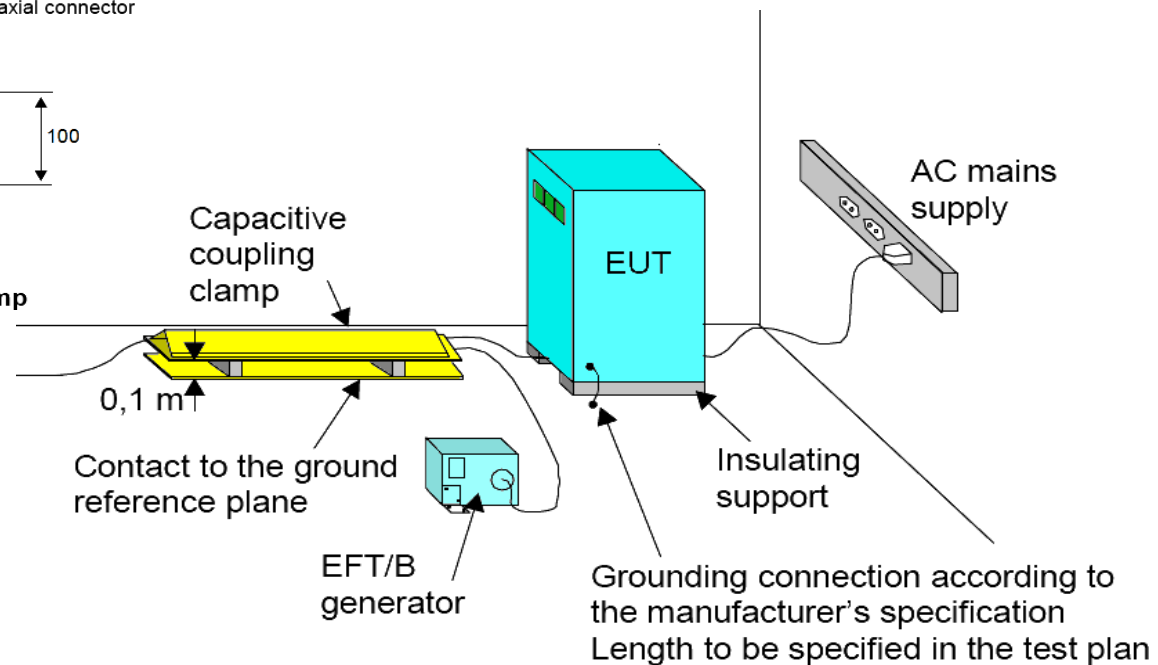 axial connector
100
AC mains
supply
Capacitive
coupling
clamp
EUT
mp
0,1 m
Contact to the ground
reference plane
Insulating
support
EFT/B
generator
Grounding connection according to
the manufacturer’s specification
Length to be specified in the test plan